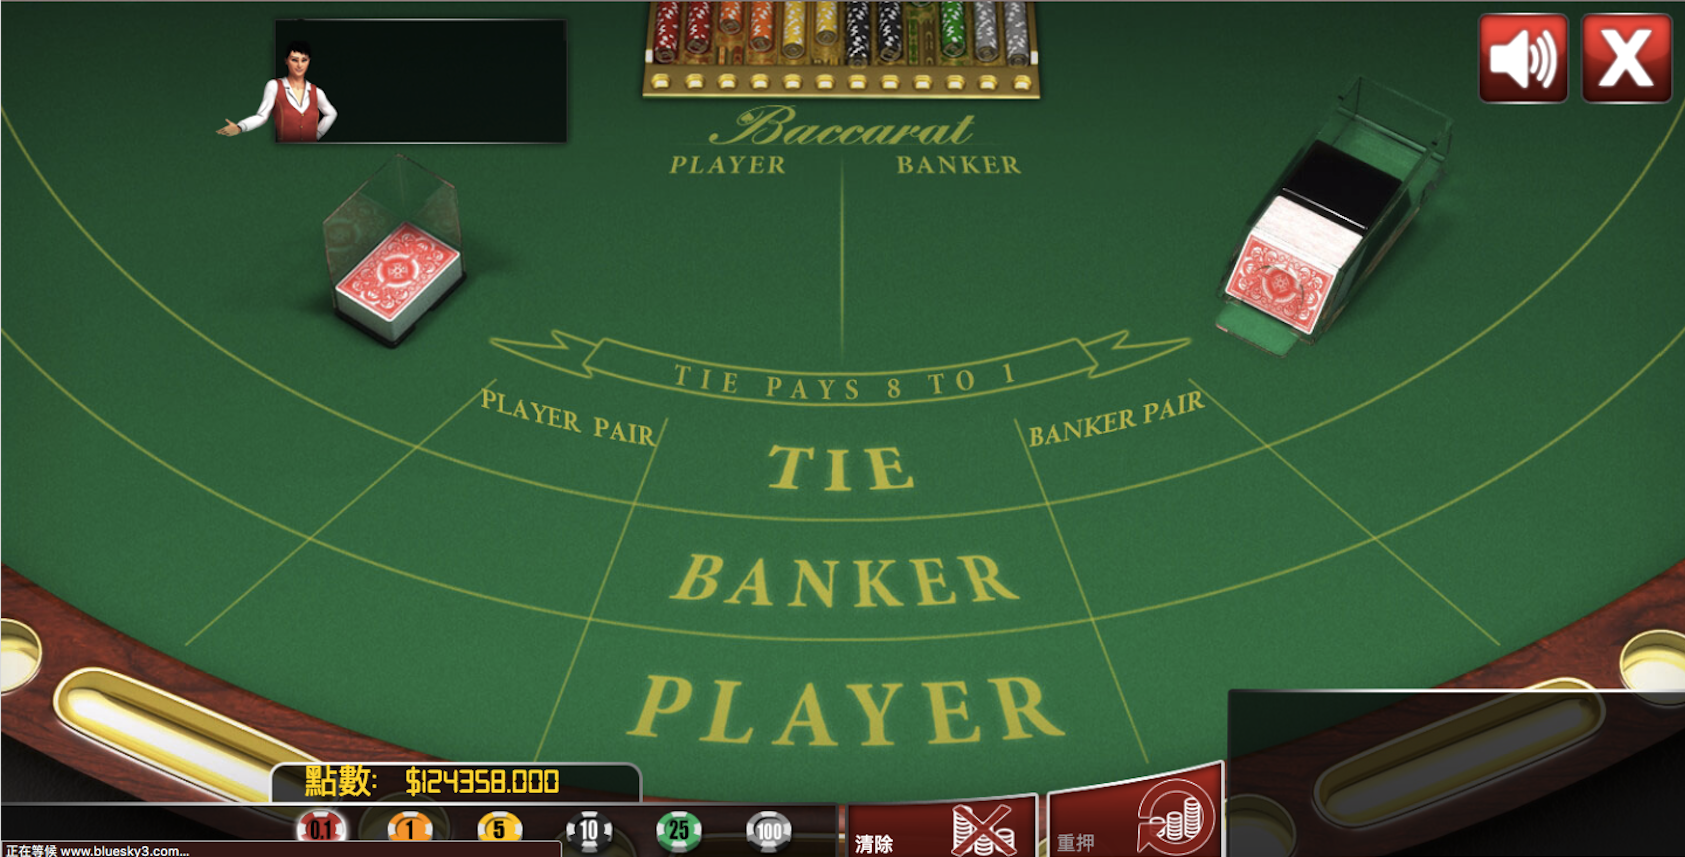 Baccarat
PLAYER BANKER
TIE PAYS 8 TO 1
PLAYER PAIR
BANKER PAIR
TIE
BANKER
PLAYER
點數: $124358.000
0.1 1 5 10 25 100
清除
重押
正在等候 www.bluesky3.com...
X